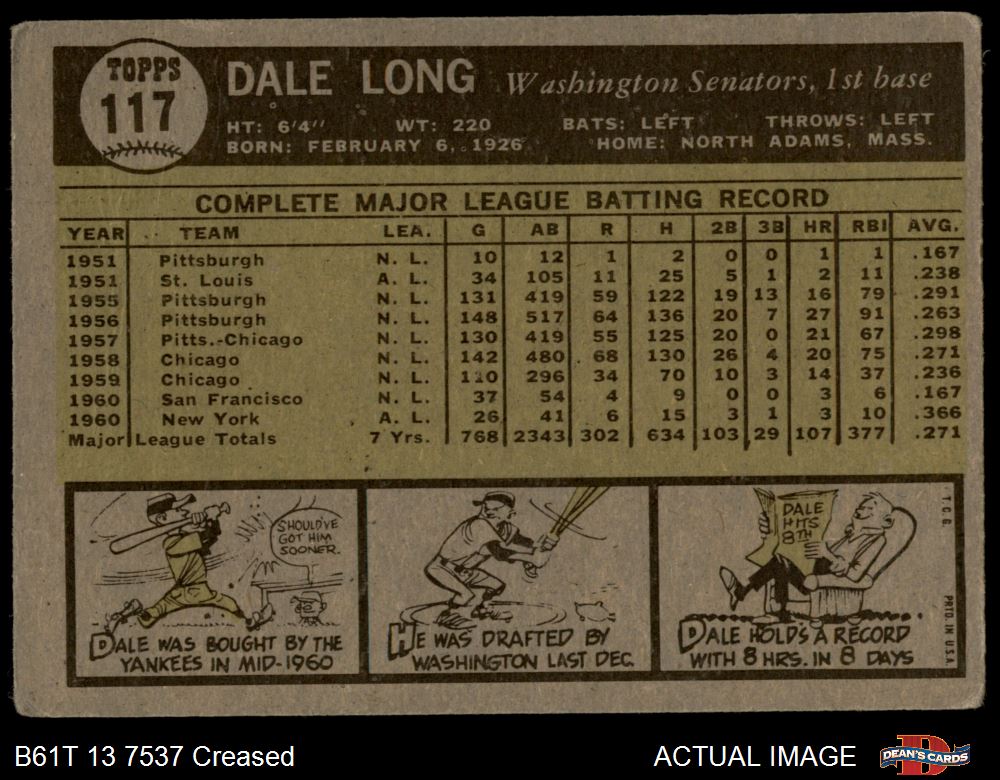 TOPPS
117
DALE LONG Washington Senators, 1st base
HT: 6'4" WT: 220 BATS: LEFT THROWS: LEFT
BORN: FEBRUARY 6, 1926 HOME: NORTH ADAMS, MASS.
COMPLETE MAJOR LEAGUE BATTING RECORD
YEAR TEAM LEA. G AB R H 2B 3B HR RBI AVG.
1951 Pittsburgh N. L. 10 12 1 2 0 0 1 1 .167
1951 St. Louis A. L. 34 105 11 25 5 1 2 11 .238
1955 Pittsburgh N. L. 131 419 59 122 19 13 16 79 .291
1956 Pittsburgh N. L. 148 517 64 136 20 7 27 91 .263
1957 Pitts.-Chicago N. L. 130 419 55 125 20 0 21 67 .298
1958 Chicago N. L. 142 480 68 130 26 4 20 75 .271
1959 Chicago N. L. 110 296 34 70 10 3 14 37 .236
1960 San Francisco N. L. 37 54 4 9 0 0 3 6 .167
1960 New York A. L. 26 41 6 15 3 1 3 10 .366
Major League Totals 7 Yrs. 768 2343 302 634 103 29 107 377 .271
SHOULD'VE
GOT HIM
SOONER.
DALE WAS BOUGHT BY THE
YANKEES IN MID-1960
HE WAS DRAFTED BY
WASHINGTON LAST DEC.
DALE
HITS
8TH
DALE HOLDS A RECORD
WITH 8 HRS. IN 8 DAYS
T.C.G.
PRTD. IN U.S.A.
B61T 13 7537 Creased
ACTUAL IMAGE
DEAN'S CARDS